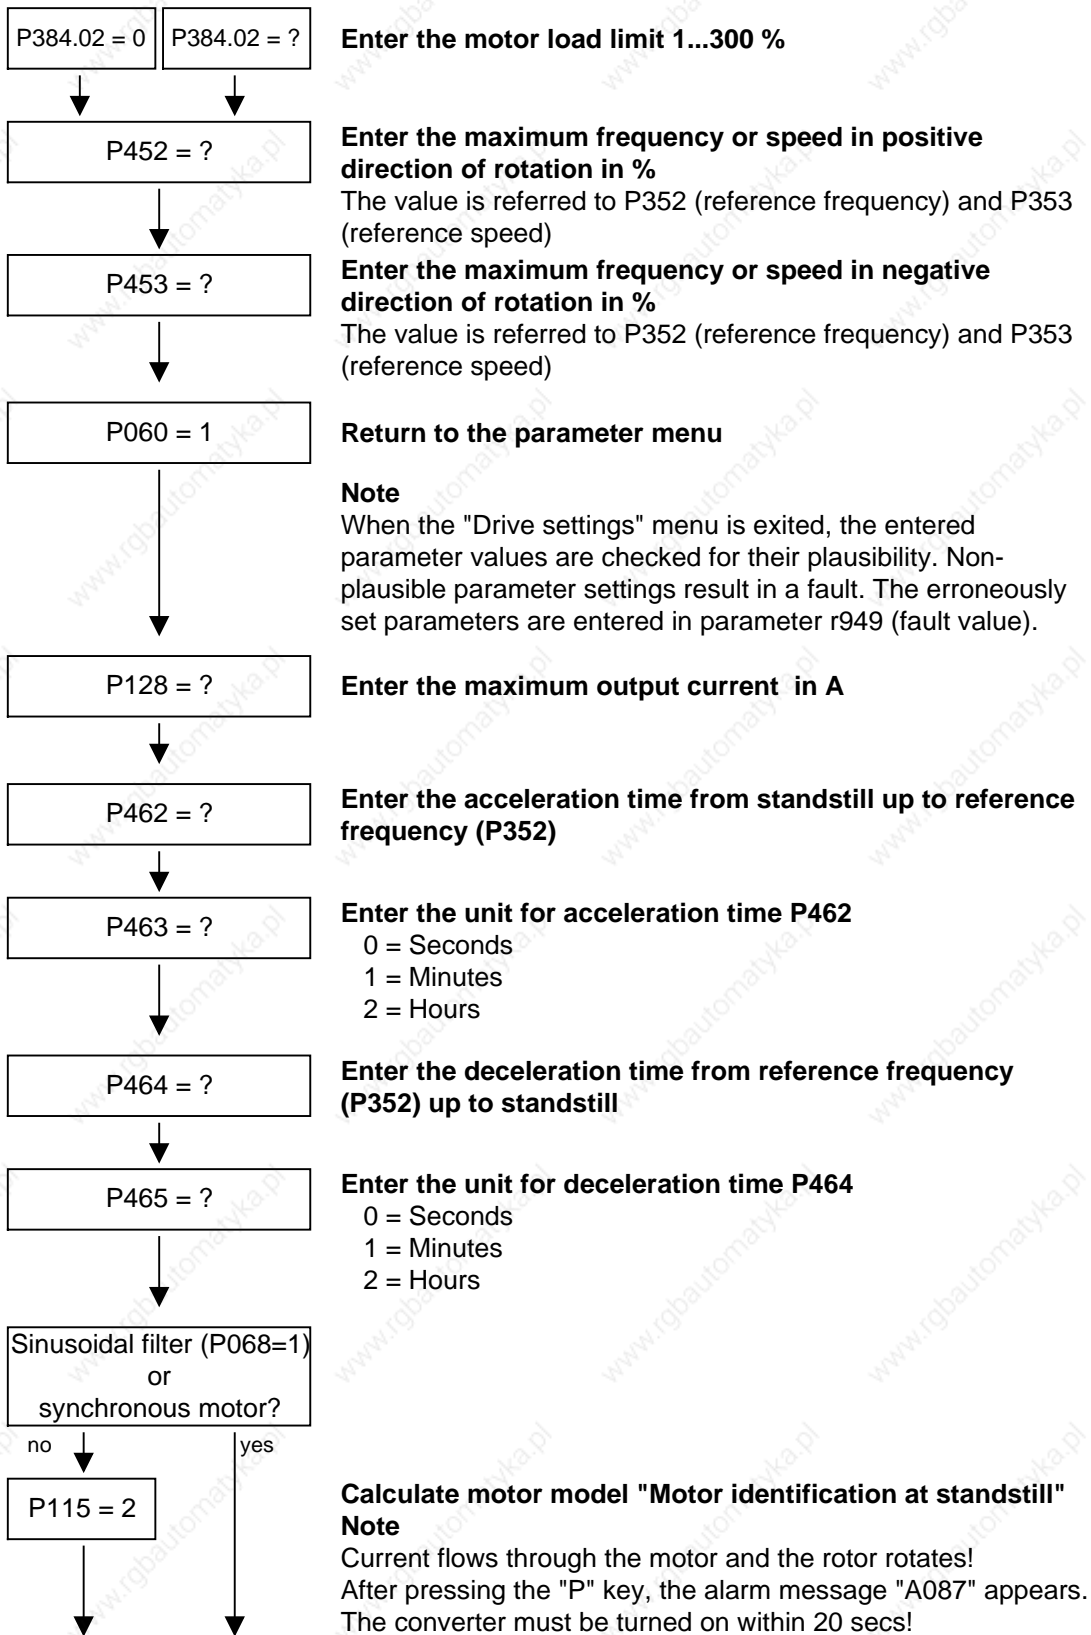 P384.02 = 0
P384.02 = ?
Enter the motor load limit 1...300 %
P452 = ?
Enter the maximum frequency or speed in positive
direction of rotation in %
The value is referred to P352 (reference frequency) and P353
(reference speed)
P453 = ?
Enter the maximum frequency or speed in negative
direction of rotation in %
The value is referred to P352 (reference frequency) and P353
(reference speed)
P060 = 1
Return to the parameter menu
Note
When the "Drive settings" menu is exited, the entered
parameter values are checked for their plausibility. Non-
plausible parameter settings result in a fault. The erroneously
set parameters are entered in parameter r949 (fault value).
P128 = ?
Enter the maximum output current  in A
P462 = ?
Enter the acceleration time from standstill up to reference
frequency (P352)
P463 = ?
Enter the unit for acceleration time P462
0 = Seconds
1 = Minutes
2 = Hours
P464 = ?
Enter the deceleration time from reference frequency
(P352) up to standstill
P465 = ?
Enter the unit for deceleration time P464
0 = Seconds
1 = Minutes
2 = Hours
Sinusoidal filter (P068=1)
or
synchronous motor?
no
yes
P115 = 2
Calculate motor model "Motor identification at standstill"
Note
Current flows through the motor and the rotor rotates!
After pressing the "P" key, the alarm message "A087" appears.
The converter must be turned on within 20 secs!
www.rgbautomatyka.pl